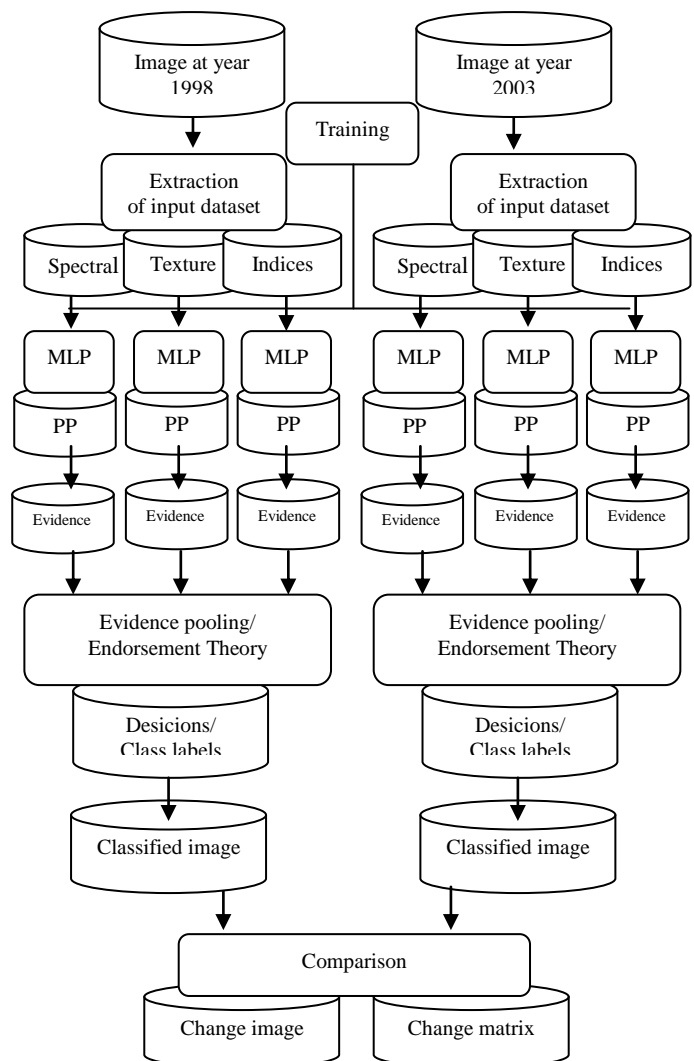 Image at year
1998
Image at year
2003
Training
Extraction
of input dataset
Extraction
of input dataset
Spectral
Texture
Indices
Spectral
Texture
Indices
MLP
MLP
MLP
MLP
MLP
MLP
PP
PP
PP
PP
PP
PP
Evidence
Evidence
Evidence
Evidence
Evidence
Evidence
Evidence pooling/
Endorsement Theory
Evidence pooling/
Endorsement Theory
Desicions/
Class labels
Desicions/
Class labels
Classified image
Classified image
Comparison
Change image
Change matrix